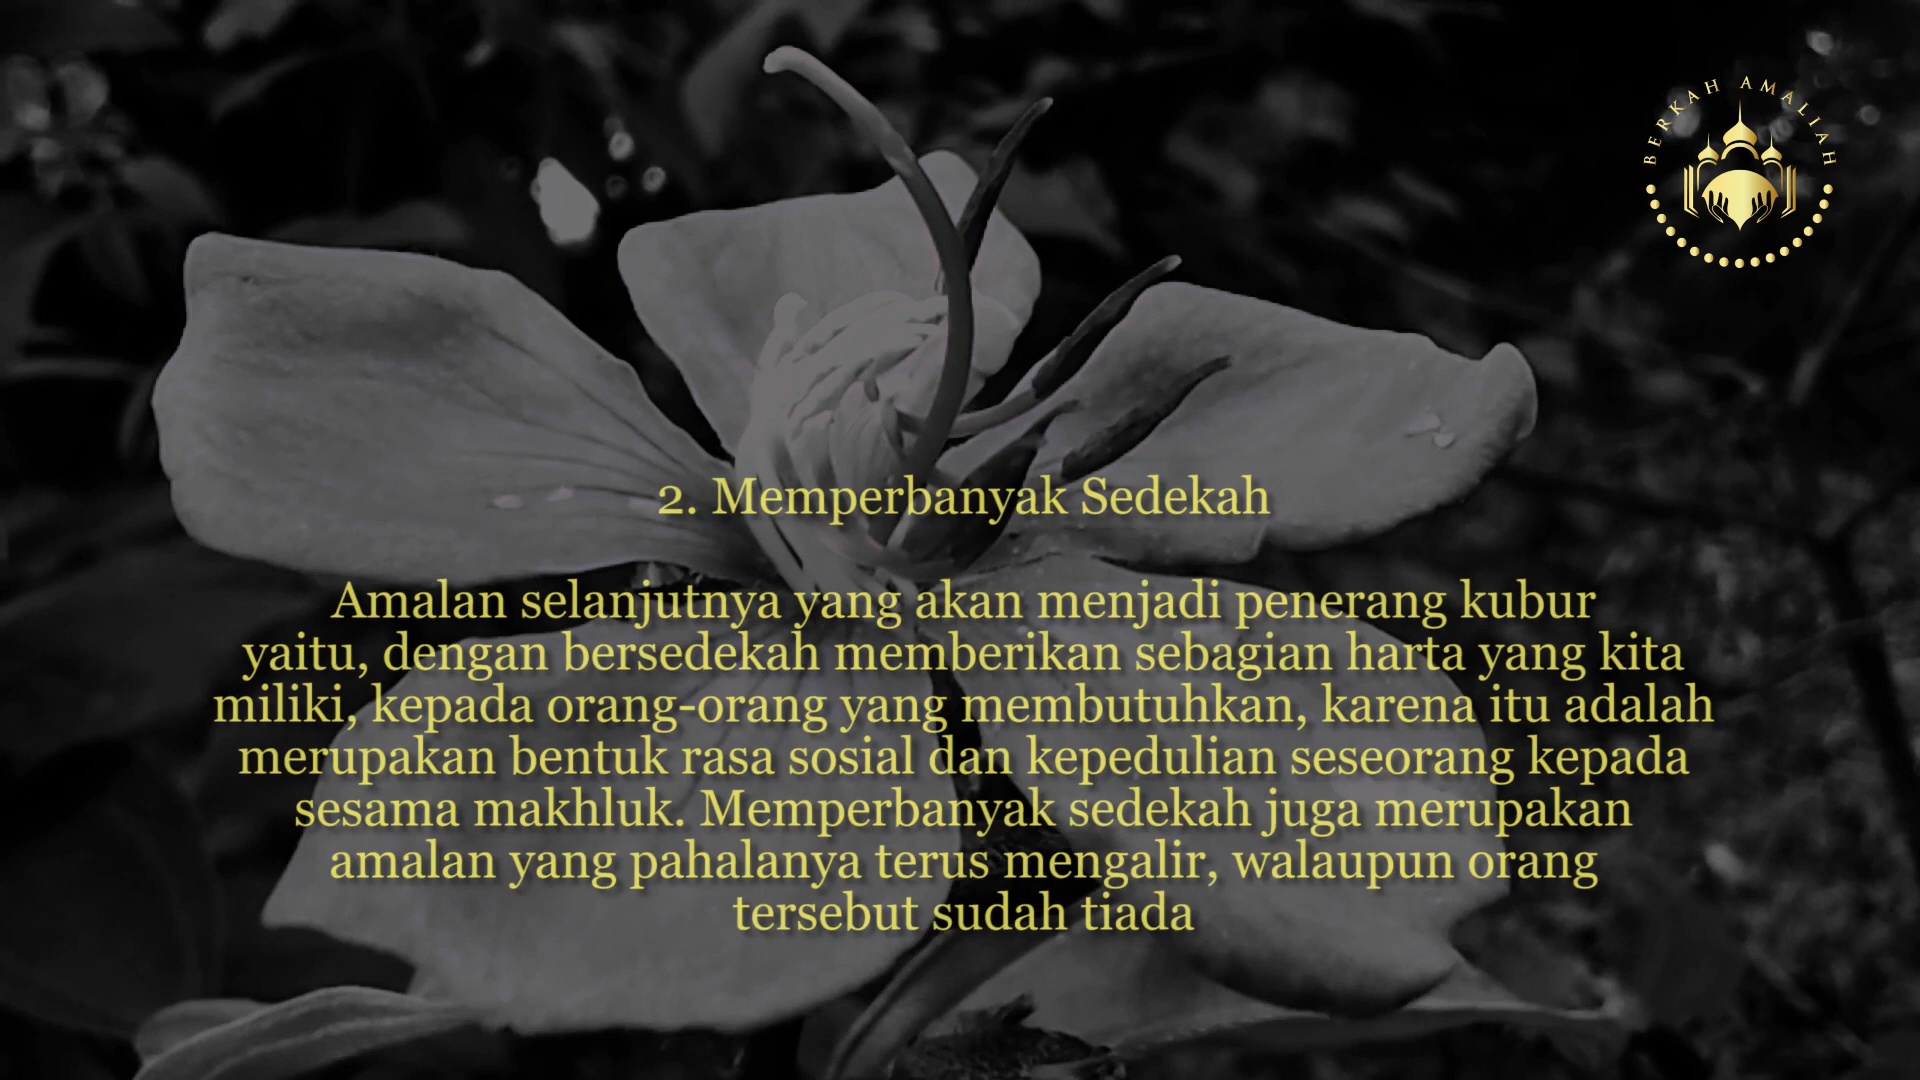 BERKAH AMALIAH
2. Memperbanyak Sedekah
Amalan selanjutnya yang akan menjadi penerang kubur
yaitu, dengan bersedekah memberikan sebagian harta yang kita
miliki, kepada orang-orang yang membutuhkan, karena itu adalah
merupakan bentuk rasa sosial dan kepedulian seseorang kepada
sesama makhluk. Memperbanyak sedekah juga merupakan
amalan yang pahalanya terus mengalir, walaupun orang
tersebut sudah tiada